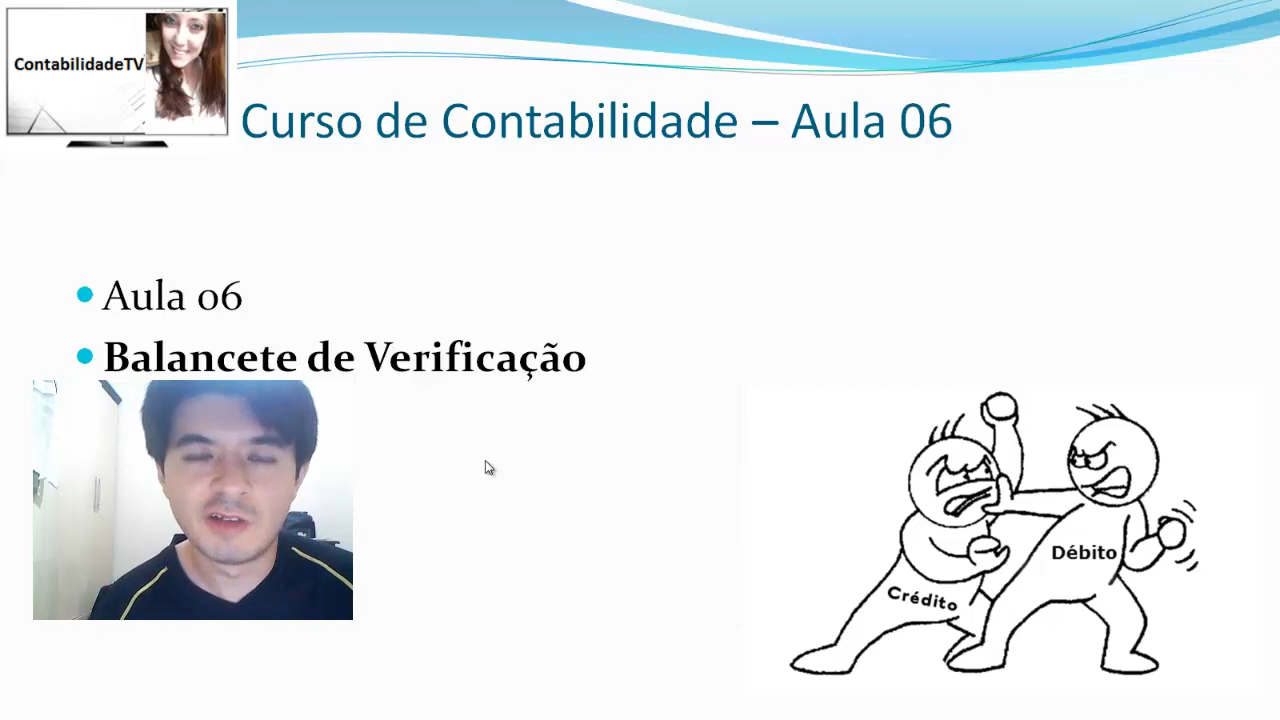 ContabilidadeTV
Curso de Contabilidade – Aula 06
Aula 06
Balancete de Verificação
Débito
Crédito